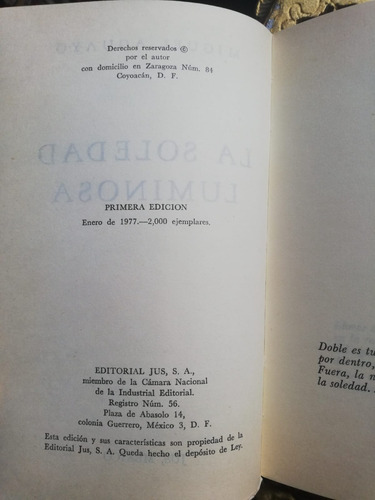 Derechos reservados ©
por el autor
con domicilio en Zaragoza Núm. 84
Coyoacán, D. F.
LA SOLEDAD
LUMINOSA
PRIMERA EDICION
Enero de 1977.—2,000 ejemplares.
EDITORIAL JUS, S. A.,
miembro de la Cámara Nacional
de la Industrial Editorial.
Registro Núm. 56.
Plaza de Abasolo 14,
colonia Guerrero, México 3, D. F.
Esta edición y sus características son propiedad de la
Editorial Jus, S. A. Queda hecho el depósito de Ley.
Doble es tu
por dentro,
Fuera, la n
la soledad.